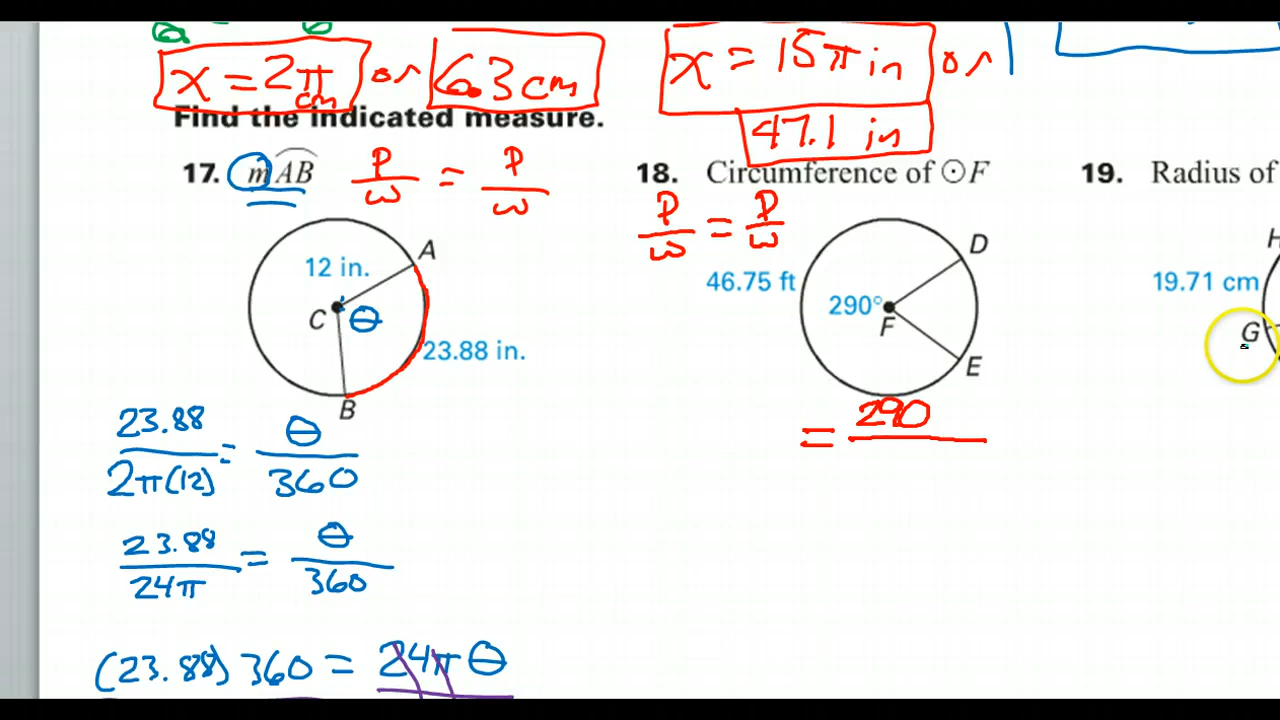 x = 2π cm or 6.3 cm
x = 15π in or
47.1 in
Find the indicated measure.
17. mAB P/w = P/w
12 in.
A
C θ
23.88 in.
B
23.88/2π(12) = θ/360
23.88/24π = θ/360
(23.88) 360 = 24π θ
18. Circumference of ⊙F
P/w = P/w
D
46.75 ft
290°
F
E
= 290
19. Radius of
H
19.71 cm
G